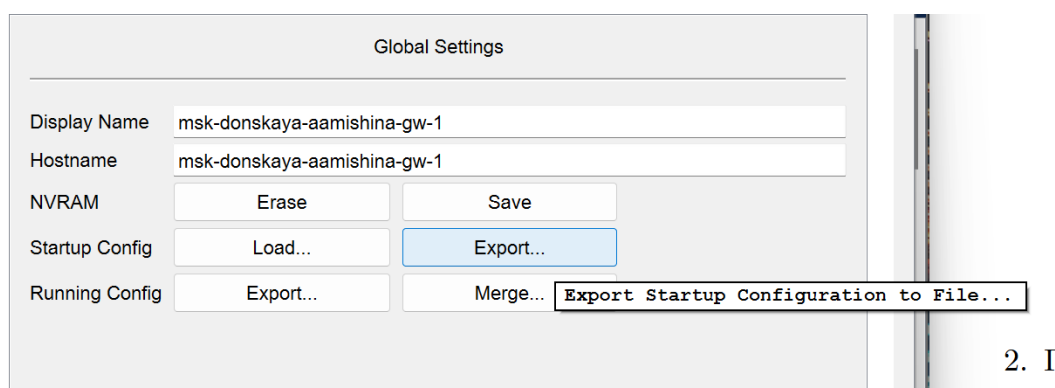 Global Settings
Display Name msk-donskaya-aamishina-gw-1
Hostname msk-donskaya-aamishina-gw-1
NVRAM Erase Save
Startup Config Load... Export...
Running Config Export... Merge...
Export Startup Configuration to File...
2.